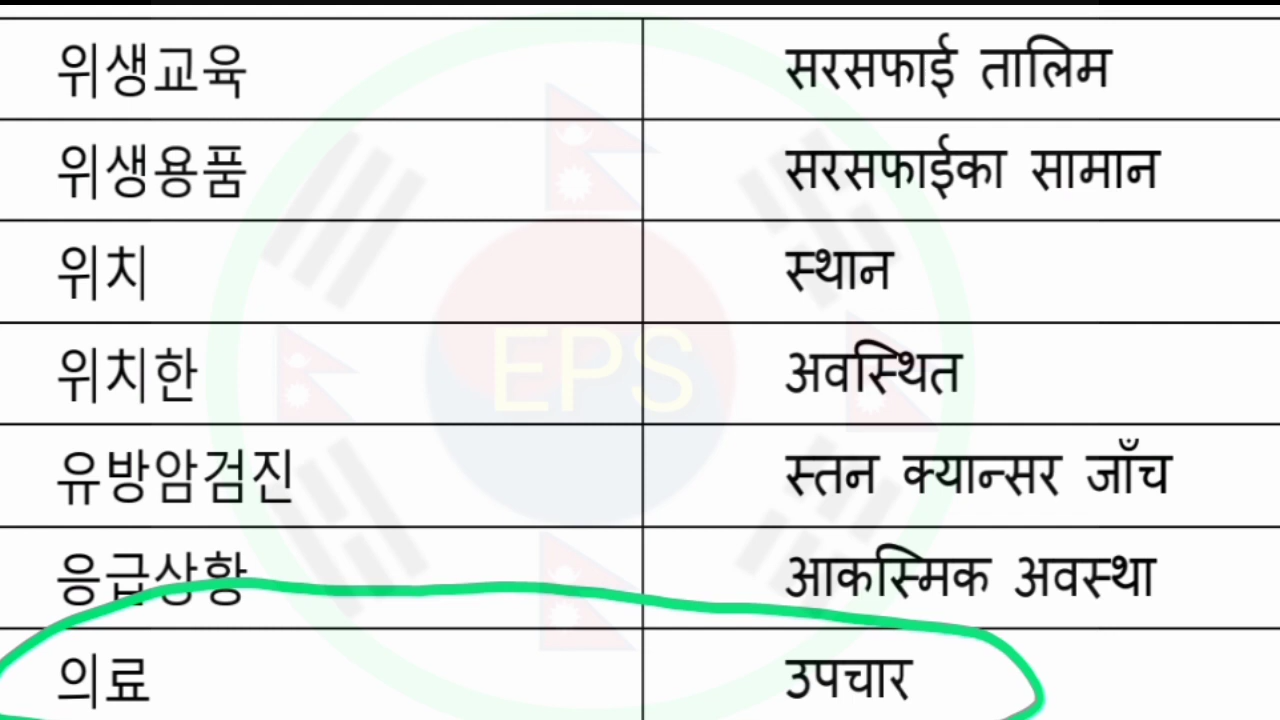 위생교육 सरसफाई तालिम
위생용품 सरसफाईका सामान
위치 स्थान
위치한 अवस्थित
EPS
유방암검진 स्तन क्यान्सर जाँच
응급상황 आकस्मिक अवस्था
의료 उपचार